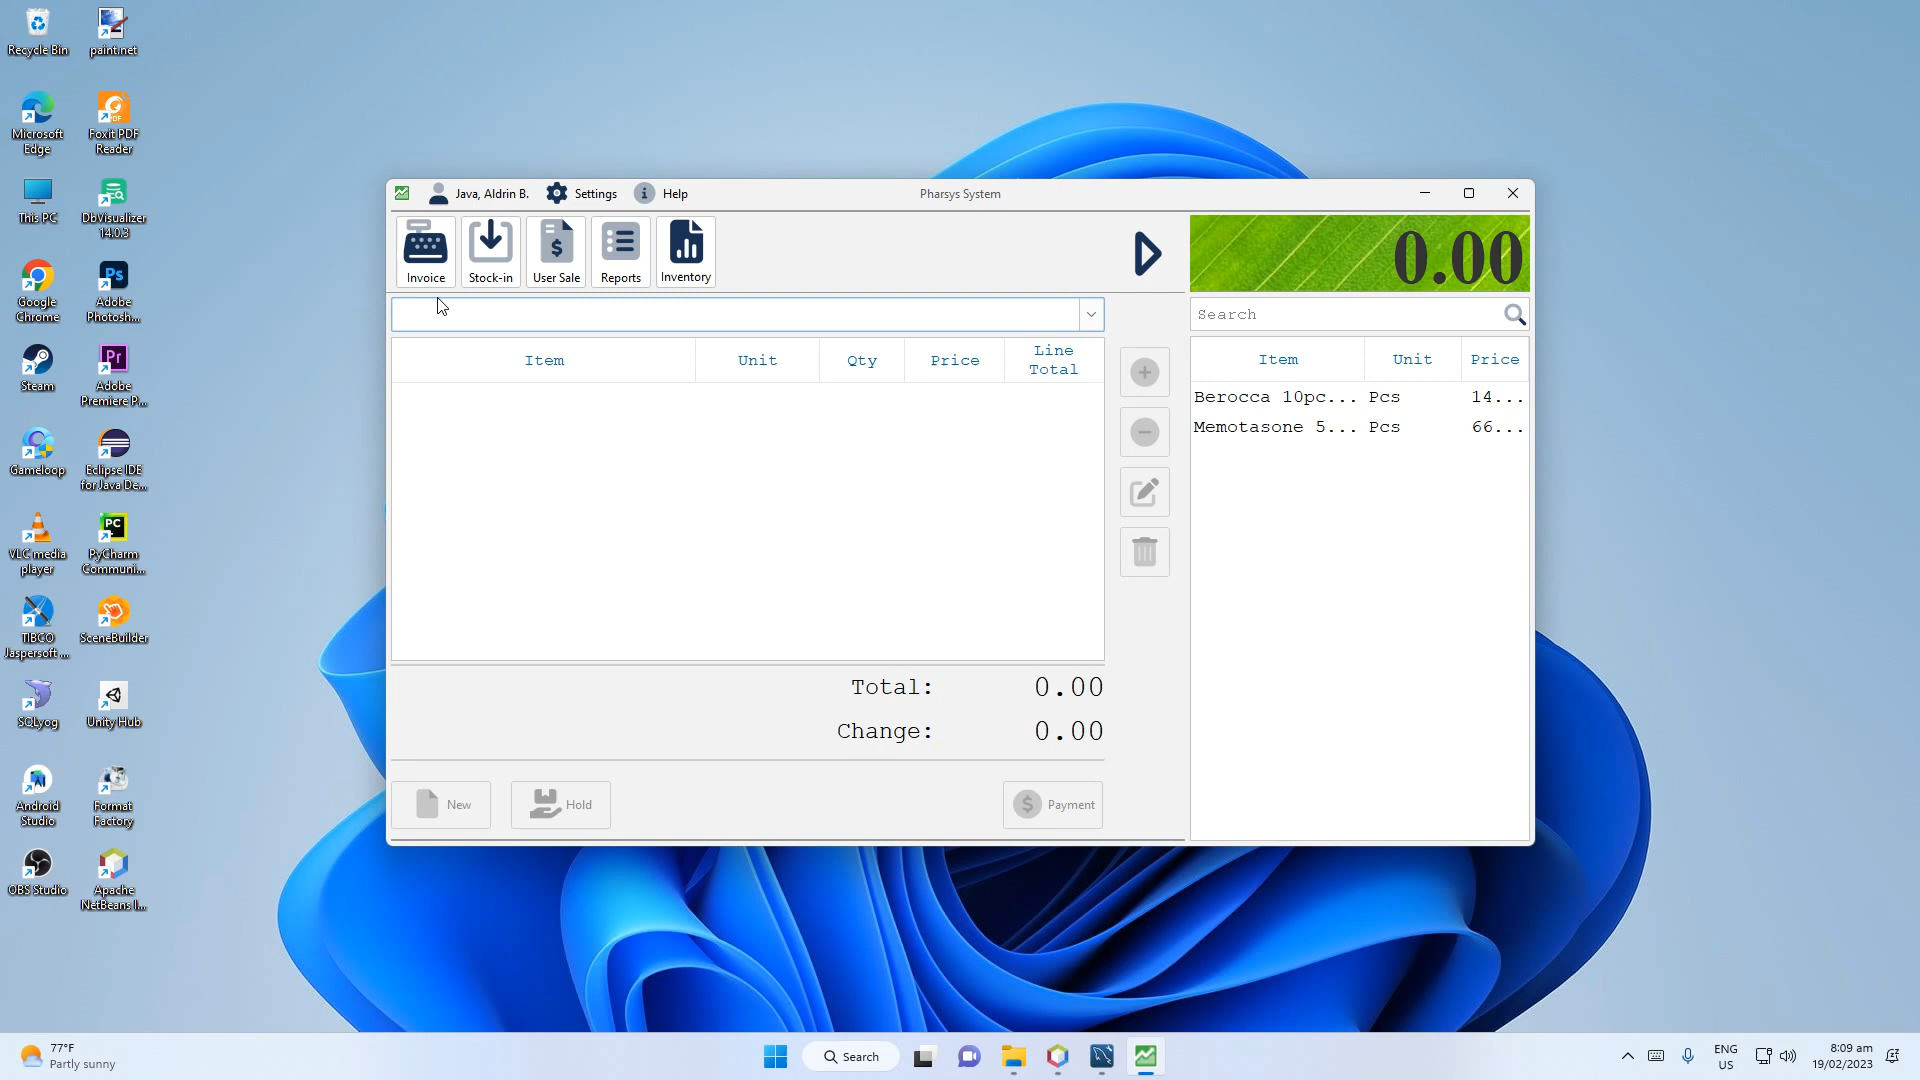 Recycle Bin
paint.net
Microsoft
Edge
Foxit PDF
Reader
This PC
DbVisualizer
14.0.3
Google
Chrome
Adobe
Photosh...
Steam
Adobe
Premiere P...
Gameloop
Eclipse IDE
for Java De...
VLC media
player
PyCharm
Communi...
TIBCO
Jaspersoft ...
SceneBuilder
SQLyog
Unity Hub
Android
Studio
Format
Factory
OBS Studio
Apache
NetBeans I...
Java, Aldrin B.
Settings
Help
Pharsys System
Invoice
Stock-in
User Sale
Reports
Inventory
0.00
Search
Item
Unit
Qty
Price
Line
Total
Item
Unit
Price
Berocca 10pc... Pcs 14...
Memotasone 5... Pcs 66...
Total: 0.00
Change: 0.00
New
Hold
Payment
77°F
Partly sunny
Search
ENG
US
8:09 am
19/02/2023